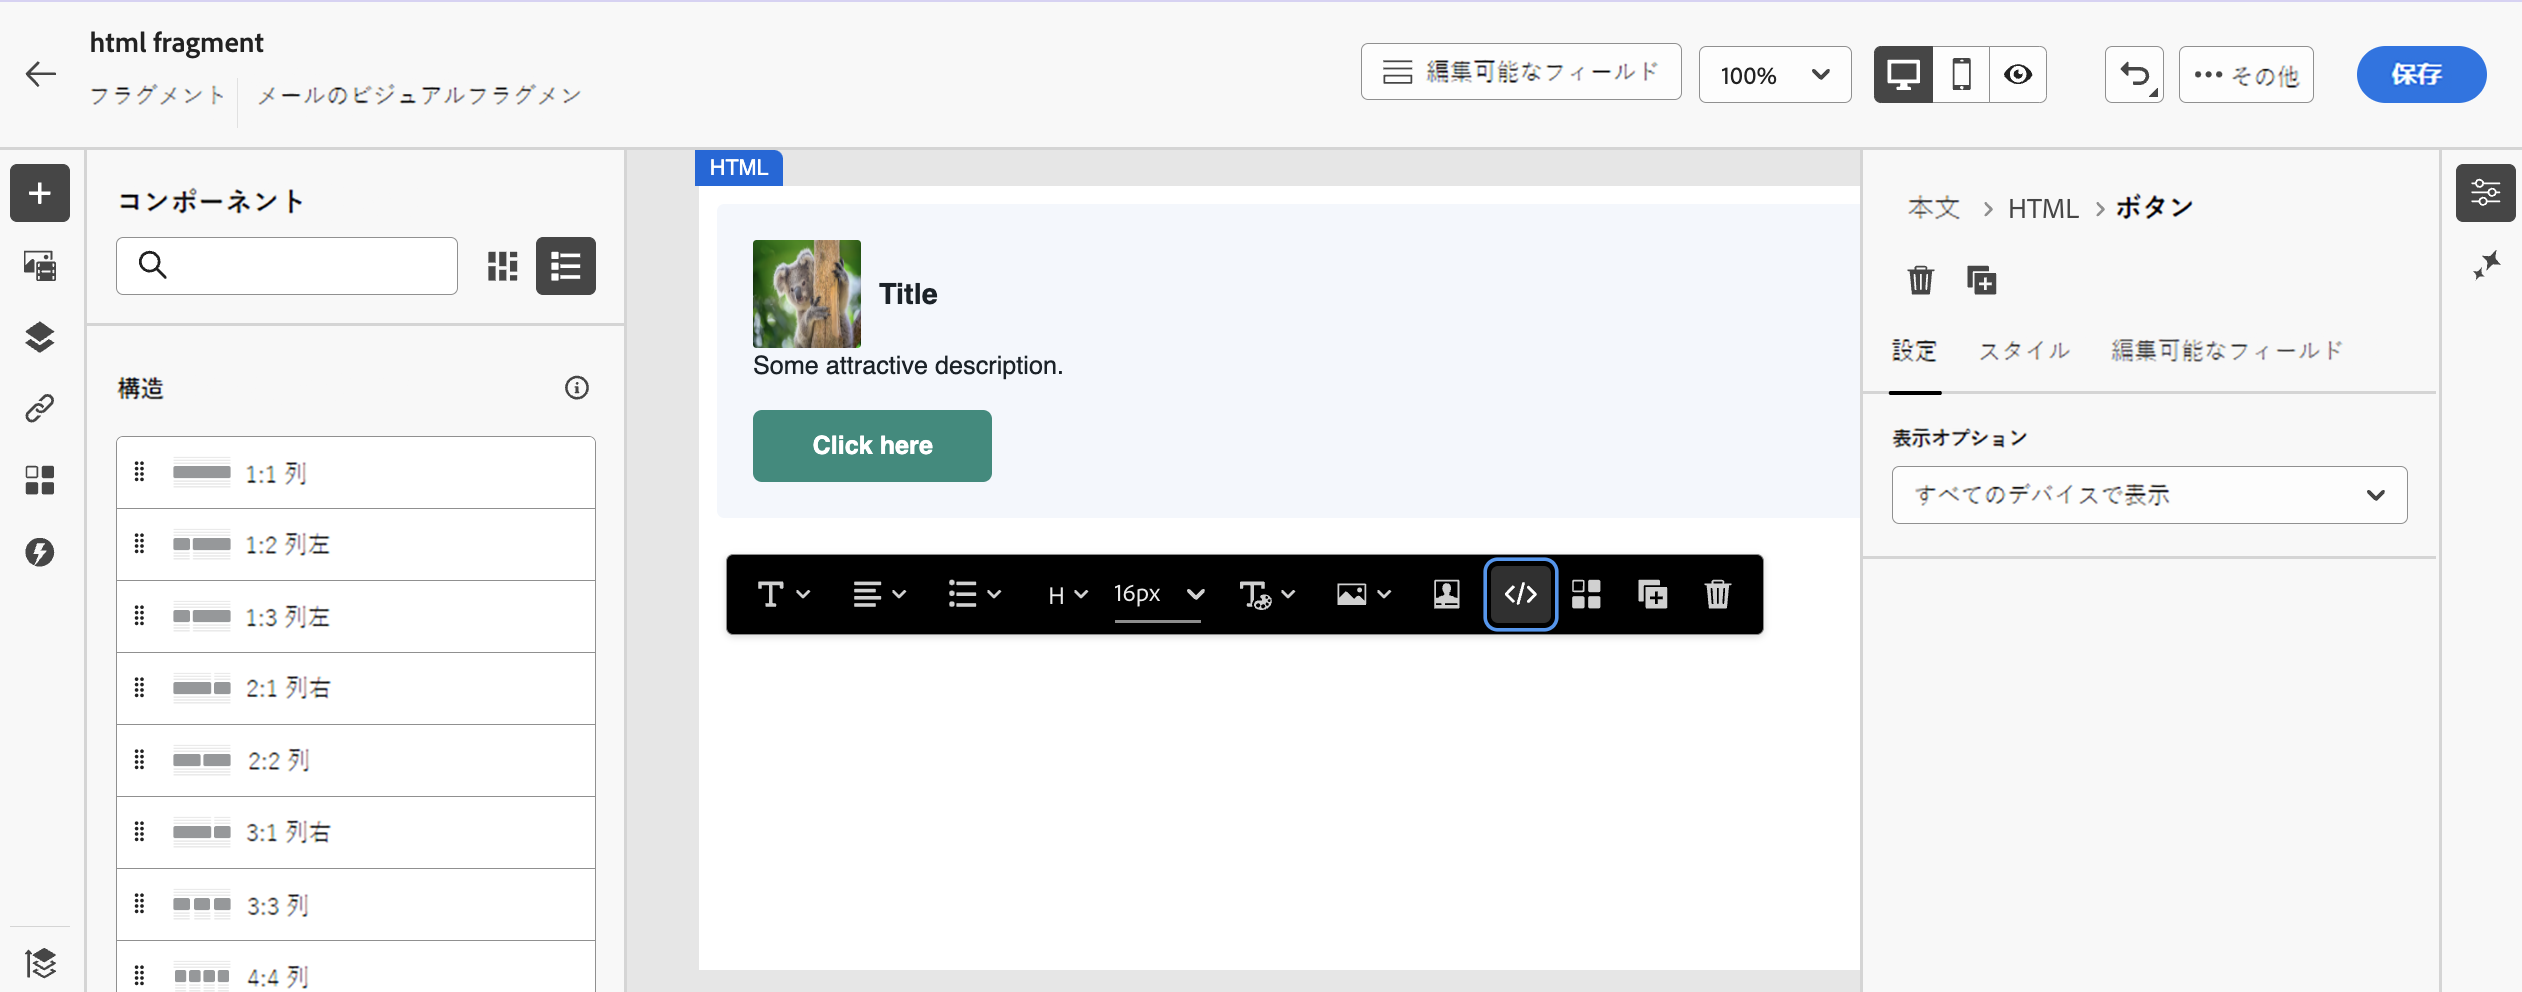 html fragment
フラグメント
メールのビジュアルフラグメン
編集可能なフィールド
100%
その他
保存
コンポーネント
構造
1:1 列
1:2 列左
1:3 列左
2:1 列右
2:2 列
3:1 列右
3:3 列
4:4 列
HTML
Title
Some attractive description.
Click here
H
16px
本文 > HTML > ボタン
設定
スタイル
編集可能なフィールド
表示オプション
すべてのデバイスで表示